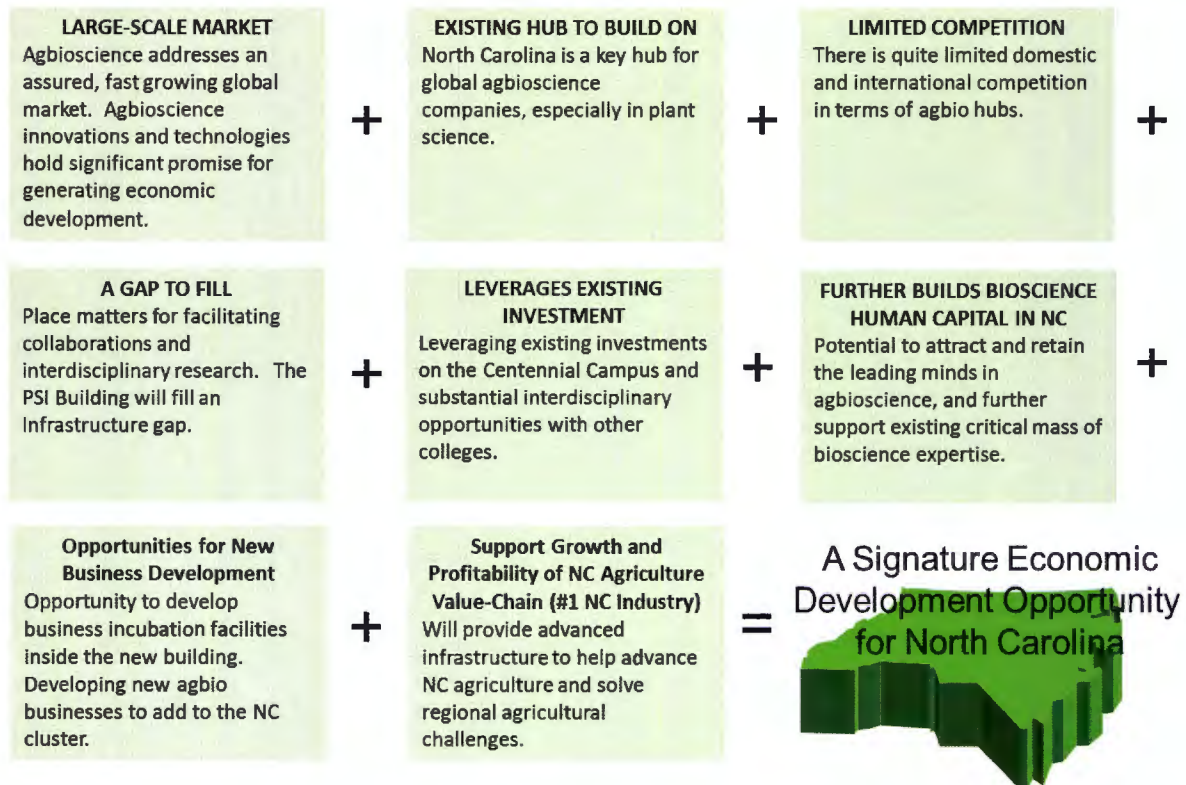 LARGE-SCALE MARKET
Agbioscience addresses an
assured, fast growing global
market. Agbioscience
innovations and technologies
hold significant promise for
generating economic
development.
+
EXISTING HUB TO BUILD ON
North Carolina is a key hub for
global agbioscience
companies, especially in plant
science.
+
LIMITED COMPETITION
There is quite limited domestic
and international competition
in terms of agbio hubs.
+
A GAP TO FILL
Place matters for facilitating
collaborations and
interdisciplinary research. The
PSI Building will fill an
Infrastructure gap.
+
LEVERAGES EXISTING
INVESTMENT
Leveraging existing investments
on the Centennial Campus and
substantial interdisciplinary
opportunities with other
colleges.
+
FURTHER BUILDS BIOSCIENCE
HUMAN CAPITAL IN NC
Potential to attract and retain
the leading minds in
agbioscience, and further
support existing critical mass of
bioscience expertise.
+
Opportunities for New
Business Development
Opportunity to develop
business incubation facilities
inside the new building.
Developing new agbio
businesses to add to the NC
cluster.
+
Support Growth and
Profitability of NC Agriculture
Value-Chain (#1 NC Industry)
Will provide advanced
infrastructure to help advance
NC agriculture and solve
regional agricultural
challenges.
=
A Signature Economic
Development Opportunity
for North Carolina